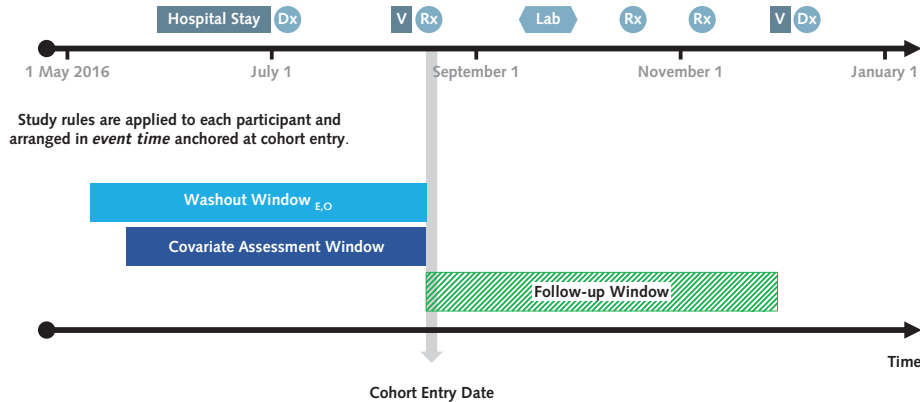 Hospital Stay Dx V Rx Lab Rx Rx V Dx
1 May 2016 July 1 September 1 November 1 January 1
Study rules are applied to each participant and
arranged in event time anchored at cohort entry.
Washout Window E,O
Covariate Assessment Window
Follow-up Window
Time
Cohort Entry Date